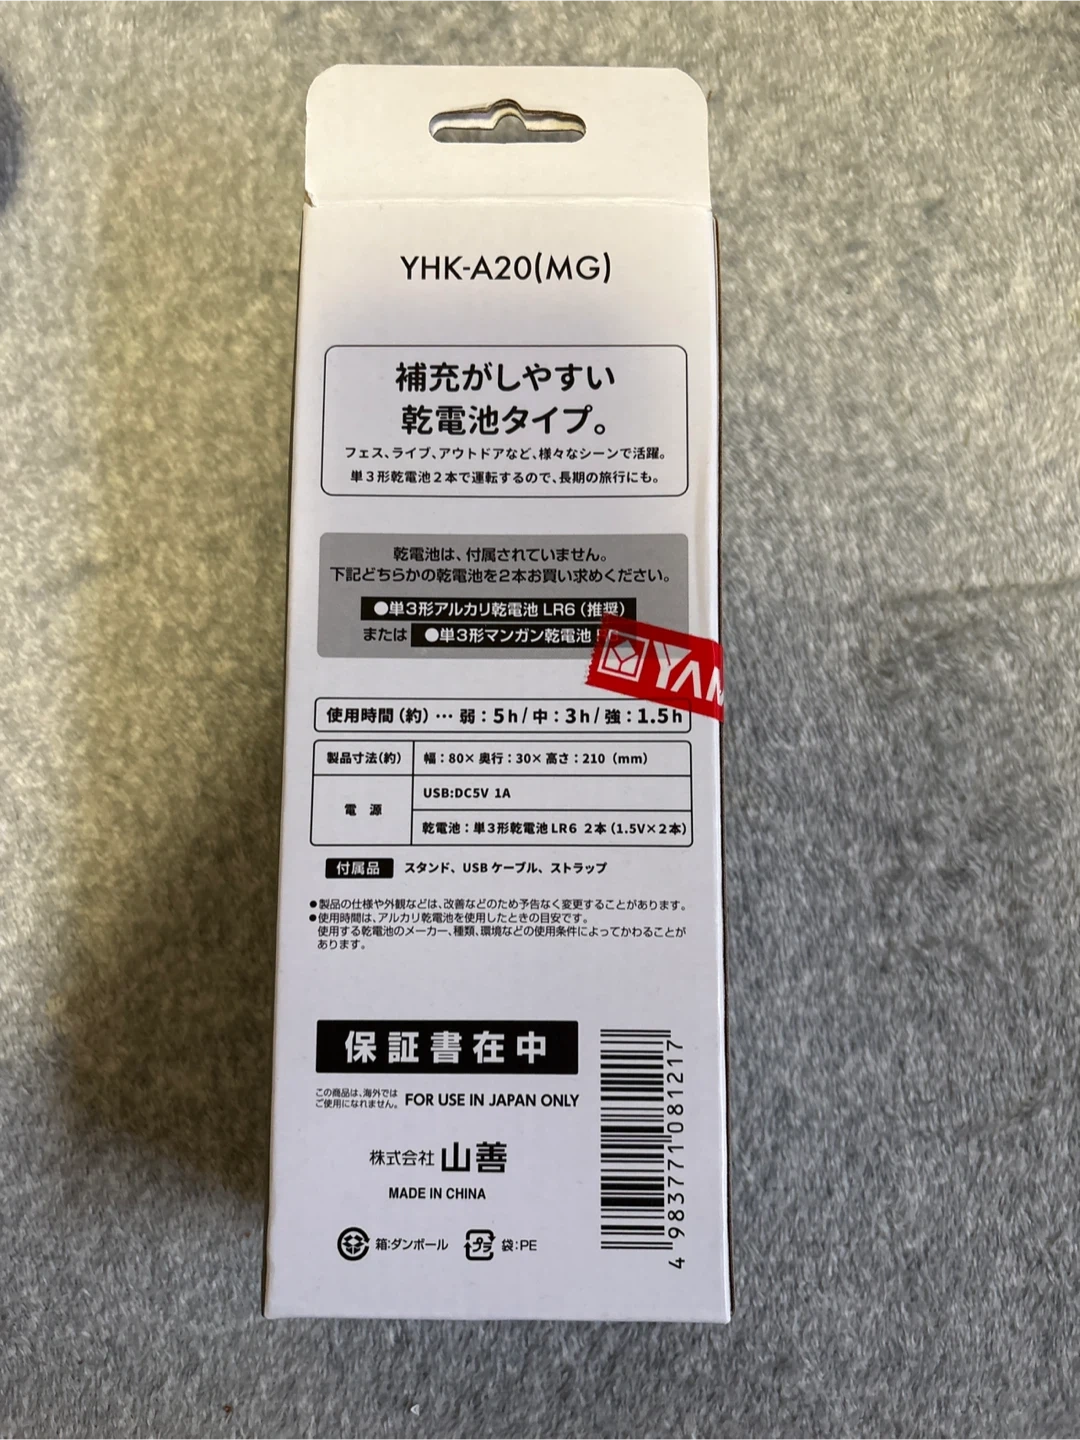 YHK-A20(MG)
補充がしやすい
乾電池タイプ。
フェス、ライブ、アウトドアなど、様々なシーンで活躍。
単3形乾電池2本で運転するので、長期の旅行にも。
乾電池は、付属されていません。
下記どちらかの乾電池を2本お買い求めください。
●単3形アルカリ乾電池 LR6（推奨）
または ●単3形マンガン乾電池
YAM
使用時間（約）… 弱：5h / 中：3h / 強：1.5h
製品寸法（約） 幅：80× 奥行：30× 高さ：210（mm）
電 源
USB:DC5V 1A
乾電池：単3形乾電池 LR6 2本（1.5V×2本）
付属品 スタンド、USB ケーブル、ストラップ
●製品の仕様や外観などは、改善などのため予告なく変更することがあります。
●使用時間は、アルカリ乾電池を使用したときの目安です。
使用する乾電池のメーカー、種類、環境などの使用条件によってかわることが
あります。
保証書在中
この商品は、海外では
ご使用になれません。
FOR USE IN JAPAN ONLY
株式会社 山善
MADE IN CHINA
箱：ダンボール プラ 袋：PE
4 983771 081217